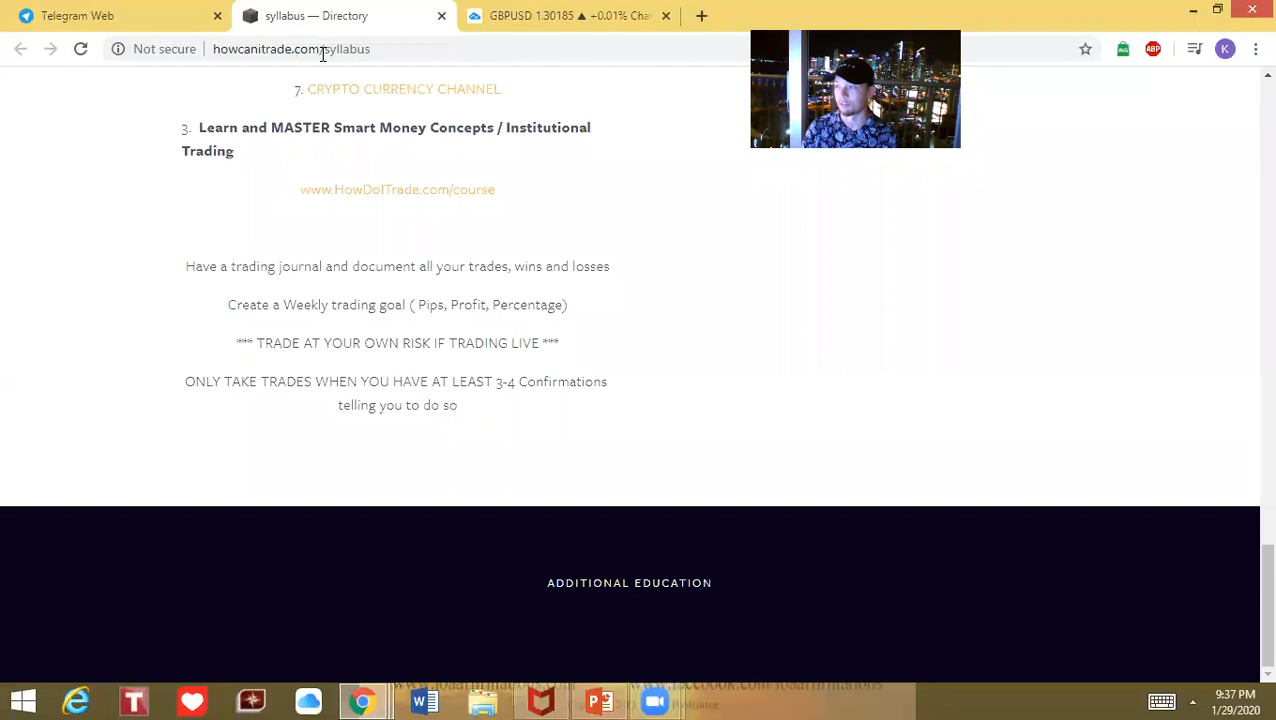 Telegram Web
syllabus — Directory
GBPUSD 1.30185 ▲ +0.01% Cha
Not secure
howcanitrade.com/syllabus
ABP
K
7. CRYPTO CURRENCY CHANNEL
3. Learn and MASTER Smart Money Concepts / Institutional
Trading
www.HowDoITrade.com/course
Have a trading journal and document all your trades, wins and losses
Create a Weekly trading goal ( Pips, Profit, Percentage)
*** TRADE AT YOUR OWN RISK IF TRADING LIVE ***
ONLY TAKE TRADES WHEN YOU HAVE AT LEAST 3-4 Confirmations
telling you to do so
ADDITIONAL EDUCATION
9:37 PM
1/29/2020